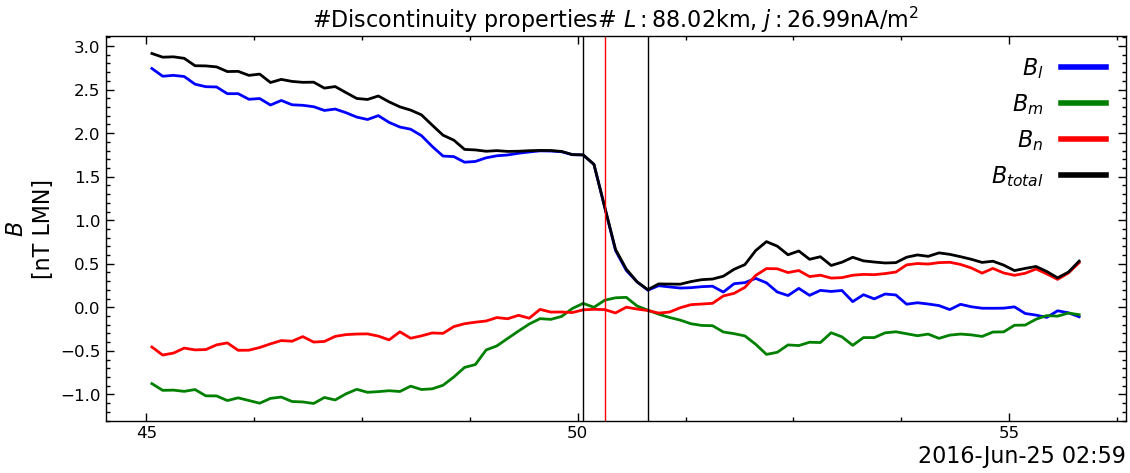 #Discontinuity properties# L : 88.02km, j : 26.99nA/m²
B
[nT LMN]
3.0
2.5
2.0
1.5
1.0
0.5
0.0
−0.5
−1.0
B_l
B_m
B_n
B_total
45
50
55
2016-Jun-25 02:59